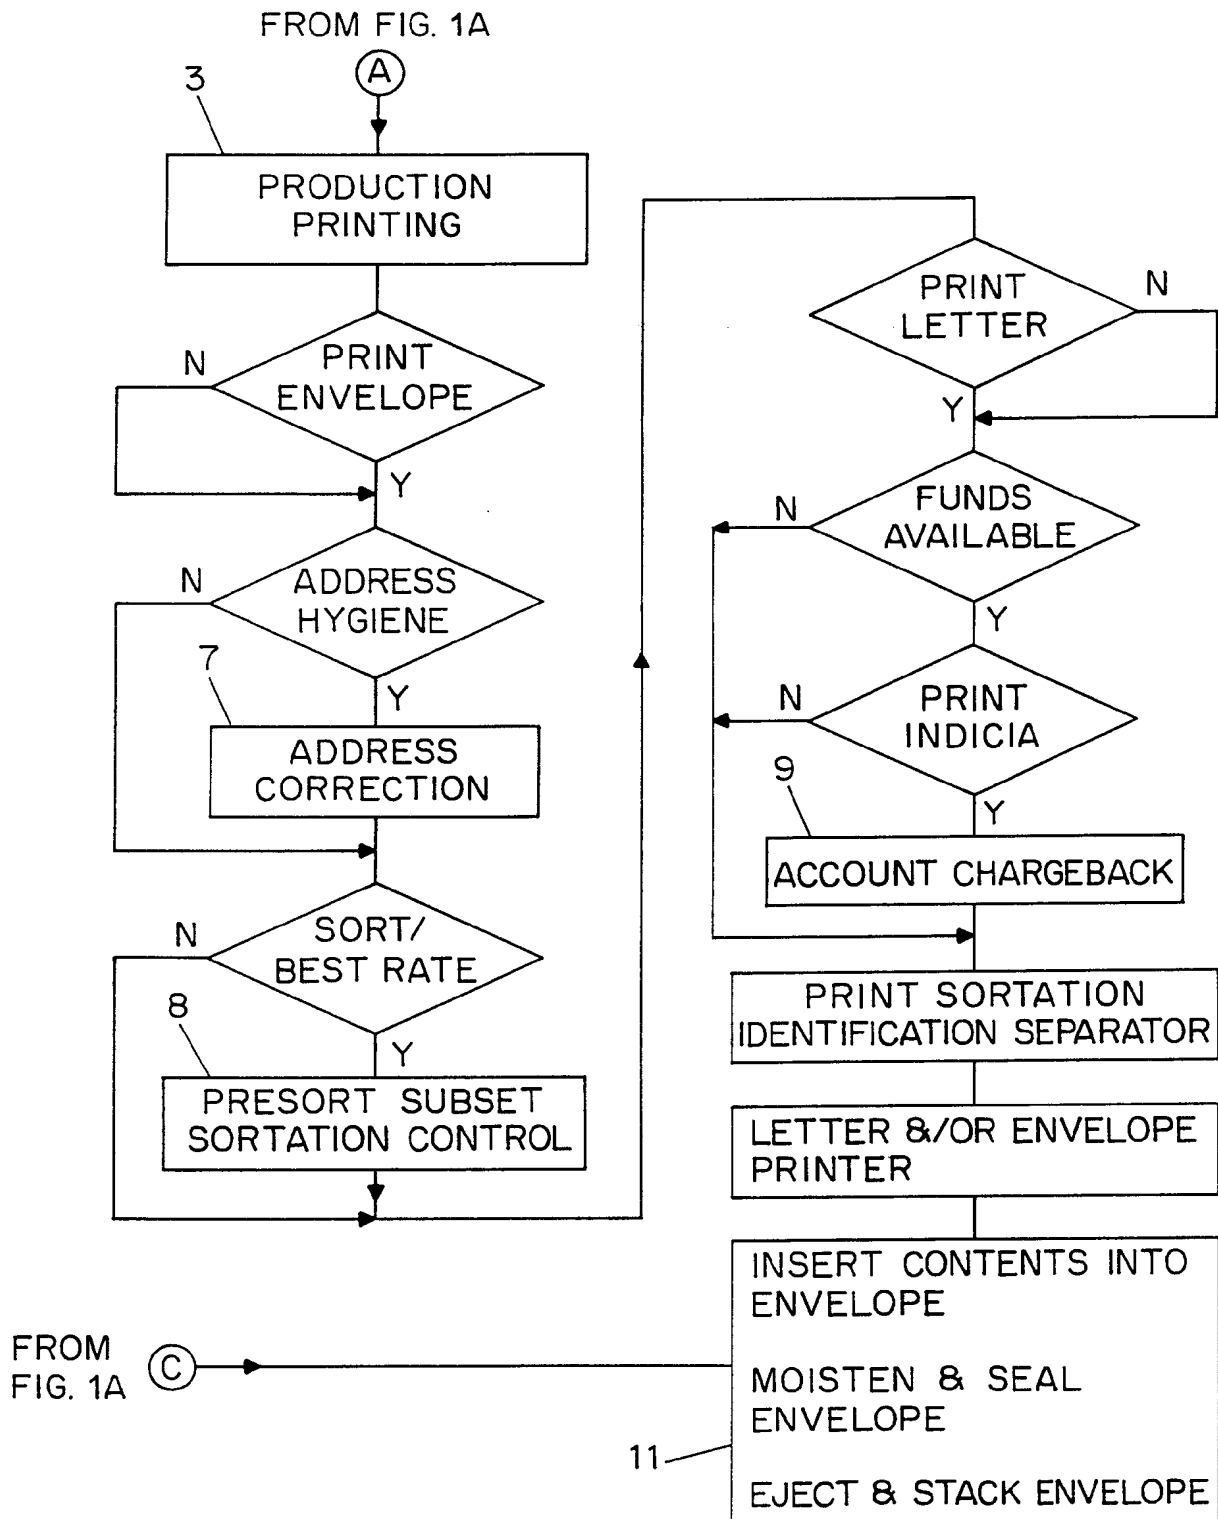 FROM FIG. 1A
A
3
PRODUCTION
PRINTING
PRINT
ENVELOPE
N
Y
ADDRESS
HYGIENE
N
Y
7
ADDRESS
CORRECTION
SORT/
BEST RATE
N
Y
8
PRESORT SUBSET
SORTATION CONTROL
PRINT
LETTER
N
Y
FUNDS
AVAILABLE
N
Y
PRINT
INDICIA
N
Y
9
ACCOUNT CHARGEBACK
PRINT SORTATION
IDENTIFICATION SEPARATOR
LETTER &/OR ENVELOPE
PRINTER
FROM
FIG. 1A
C
INSERT CONTENTS INTO
ENVELOPE
MOISTEN & SEAL
ENVELOPE
11
EJECT & STACK ENVELOPE